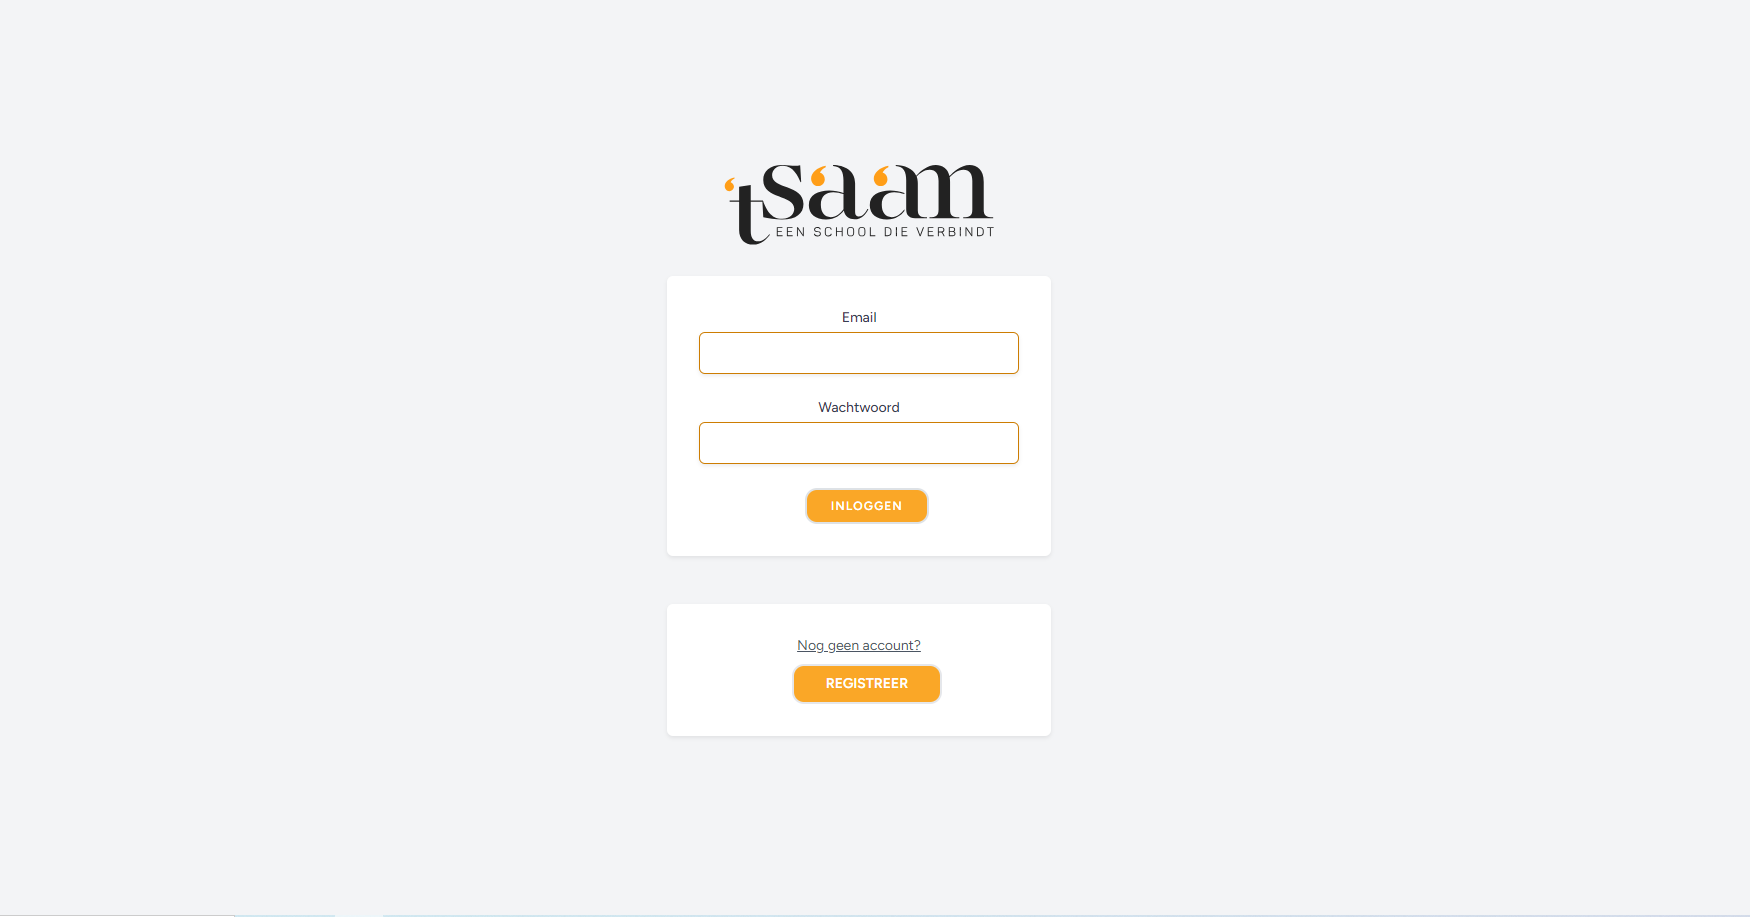 't saam
EEN SCHOOL DIE VERBINDT
Email
Wachtwoord
INLOGGEN
Nog geen account?
REGISTREER